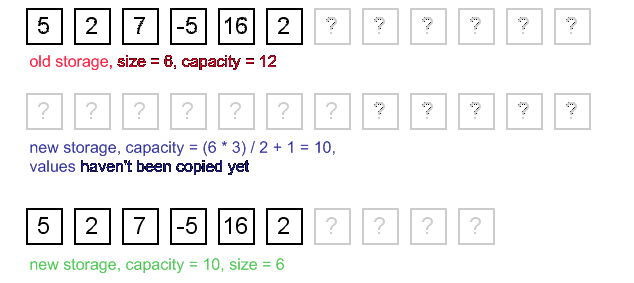 5 2 7 -5 16 2 ? ? ? ? ? ?
old storage, size = 6, capacity = 12
? ? ? ? ? ? ? ? ? ? ? ?
new storage, capacity = (6 * 3) / 2 + 1 = 10,
values haven't been copied yet
5 2 7 -5 16 2 ? ? ? ?
new storage, capacity = 10, size = 6